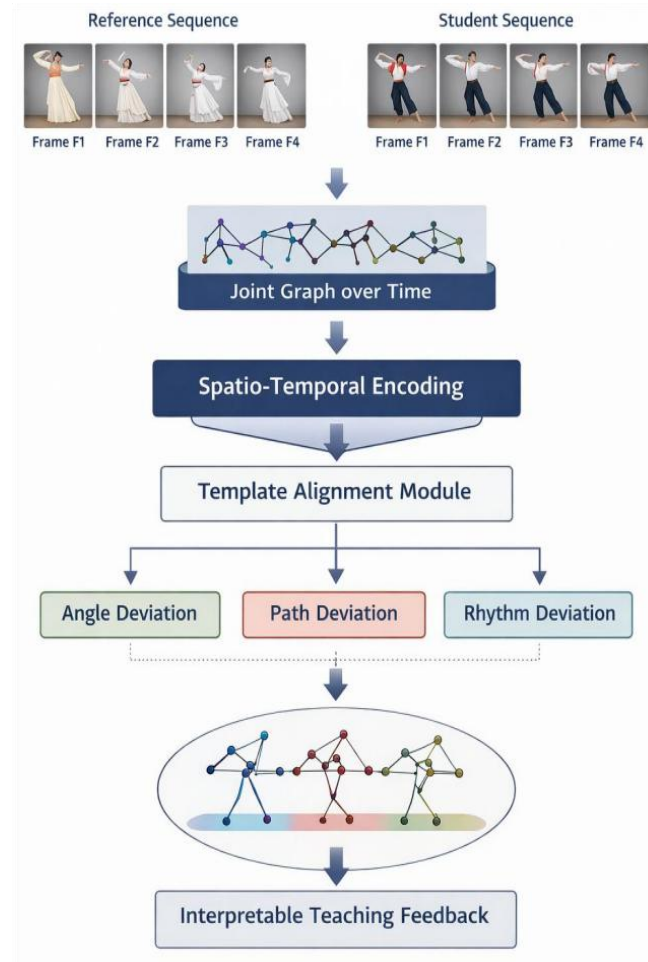 Reference Sequence
Student Sequence
Frame F1
Frame F2
Frame F3
Frame F4
Frame F1
Frame F2
Frame F3
Frame F4
Joint Graph over Time
Spatio-Temporal Encoding
Template Alignment Module
Angle Deviation
Path Deviation
Rhythm Deviation
Interpretable Teaching Feedback